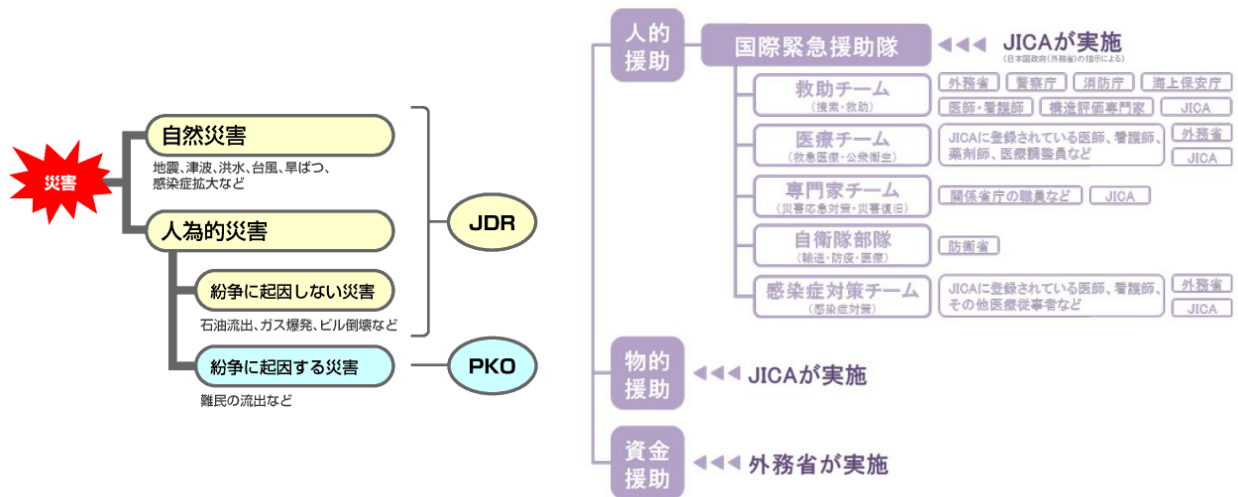 災害
自然災害
地震、津波、洪水、台風、旱ばつ、
感染症拡大など
人為的災害
紛争に起因しない災害
石油流出、ガス爆発、ビル倒壊など
紛争に起因する災害
難民の流出など
JDR
PKO
人的
援助
国際緊急援助隊
JICAが実施
(日本国政府(外務省)の指示による)
救助チーム
(捜索・救助)
外務省
警察庁
消防庁
海上保安庁
医師・看護師
構造評価専門家
JICA
医療チーム
(救急医療・公衆衛生)
JICAに登録されている医師、看護師、
薬剤師、医療調整員など
外務省
JICA
専門家チーム
(災害応急対策・災害復旧)
関係省庁の職員など
JICA
自衛隊部隊
(輸送・防疫・医療)
防衛省
感染症対策チーム
(感染症対策)
JICAに登録されている医師、看護師、
その他医療従事者など
外務省
JICA
物的
援助
JICAが実施
資金
援助
外務省が実施